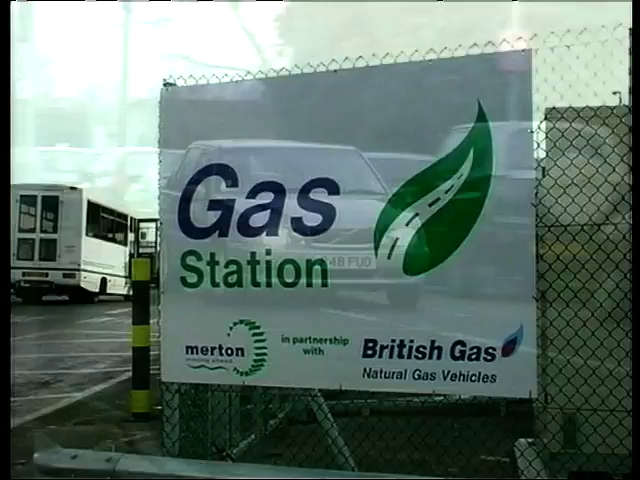 Gas
Station
merton
in partnership
with
British Gas
Natural Gas Vehicles